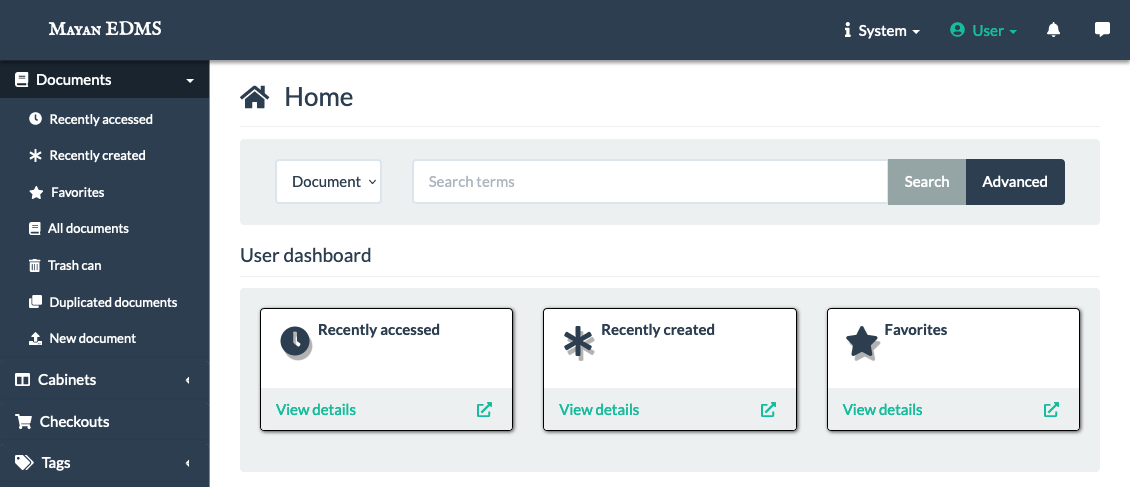 Mayan EDMS
System
User
Documents
Recently accessed
Recently created
Favorites
All documents
Trash can
Duplicated documents
New document
Cabinets
Checkouts
Tags
Home
Document
Search terms
Search
Advanced
User dashboard
Recently accessed
View details
Recently created
View details
Favorites
View details